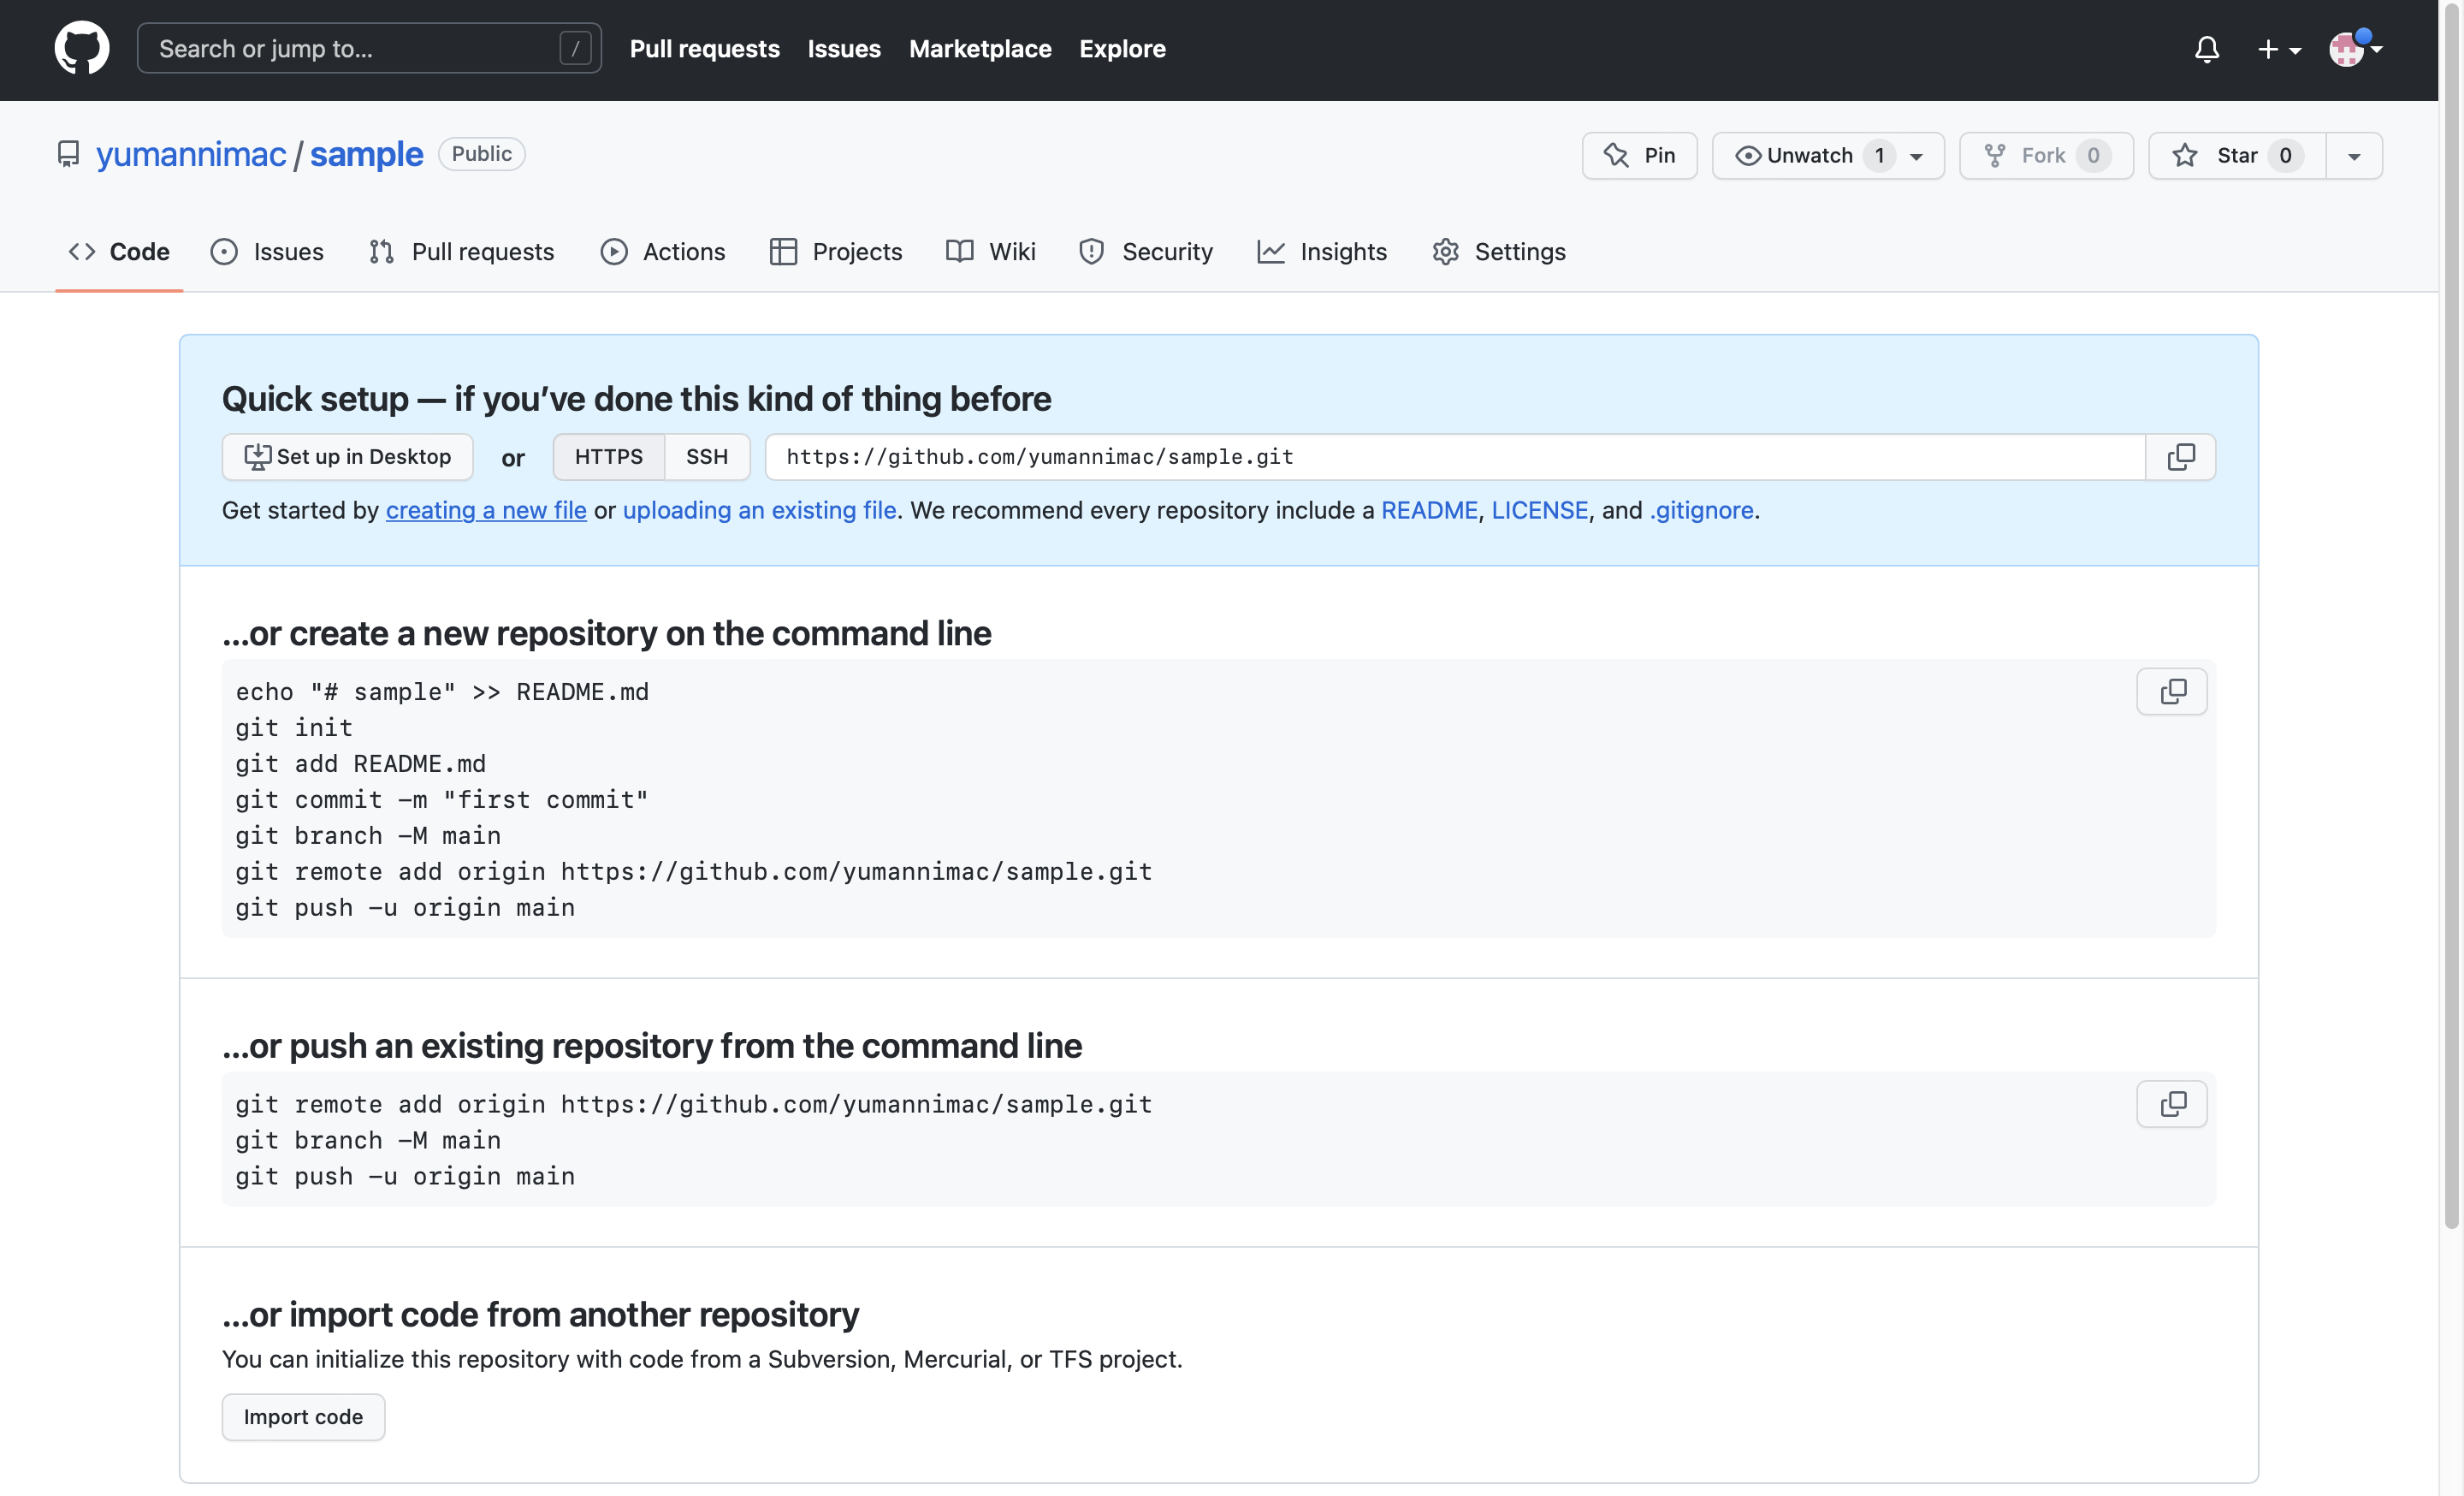 Search or jump to... / Pull requests Issues Marketplace Explore
yumannimac / sample Public Pin Unwatch 1 Fork 0 Star 0
Code Issues Pull requests Actions Projects Wiki Security Insights Settings
Quick setup — if you’ve done this kind of thing before
Set up in Desktop or HTTPS SSH https://github.com/yumannimac/sample.git
Get started by creating a new file or uploading an existing file. We recommend every repository include a README, LICENSE, and .gitignore.
…or create a new repository on the command line
echo "# sample" >> README.md
git init
git add README.md
git commit -m "first commit"
git branch -M main
git remote add origin https://github.com/yumannimac/sample.git
git push -u origin main
…or push an existing repository from the command line
git remote add origin https://github.com/yumannimac/sample.git
git branch -M main
git push -u origin main
…or import code from another repository
You can initialize this repository with code from a Subversion, Mercurial, or TFS project.
Import code